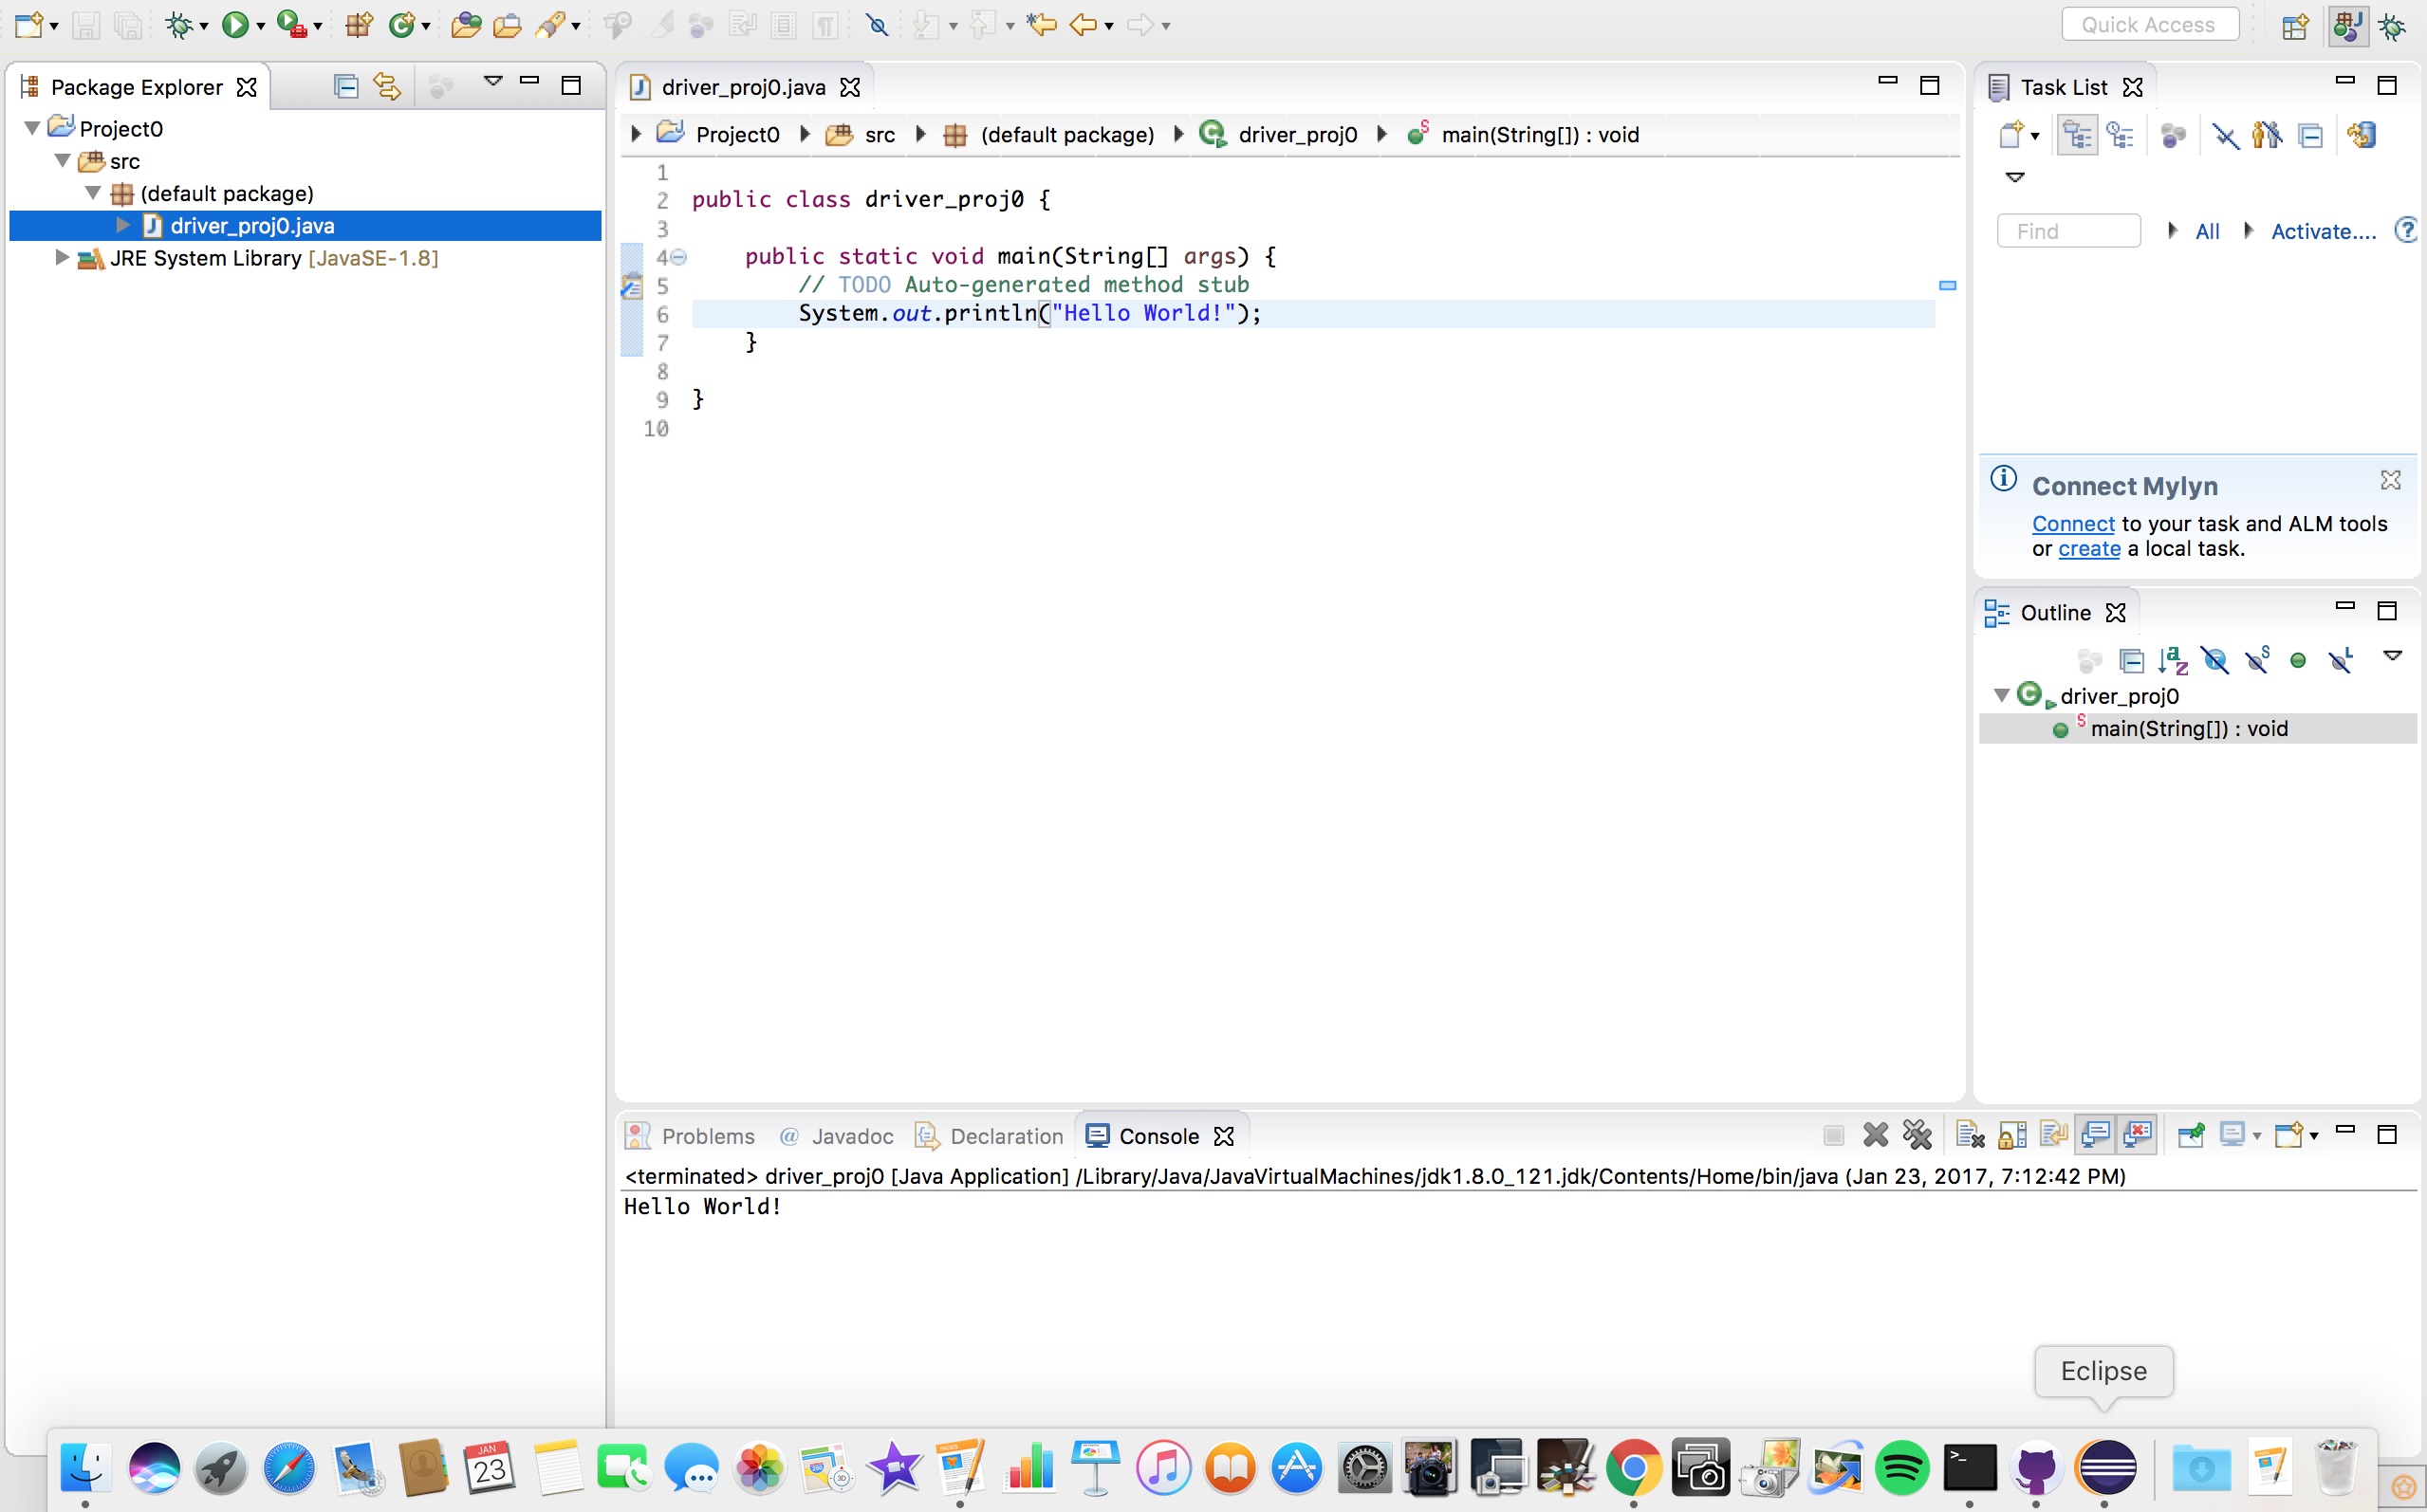 Quick Access
Package Explorer
Project0
src
(default package)
driver_proj0.java
JRE System Library [JavaSE-1.8]
driver_proj0.java
Project0 src (default package) driver_proj0 main(String[]) : void
1
2 public class driver_proj0 {
3
4 public static void main(String[] args) {
5 // TODO Auto-generated method stub
6 System.out.println("Hello World!");
7 }
8
9 }
10
Task List
Find All Activate....
Connect Mylyn
Connect to your task and ALM tools
or create a local task.
Outline
driver_proj0
main(String[]) : void
Problems @ Javadoc Declaration Console
<terminated> driver_proj0 [Java Application] /Library/Java/JavaVirtualMachines/jdk1.8.0_121.jdk/Contents/Home/bin/java (Jan 23, 2017, 7:12:42 PM)
Hello World!
Eclipse
JAN
23
PAGES